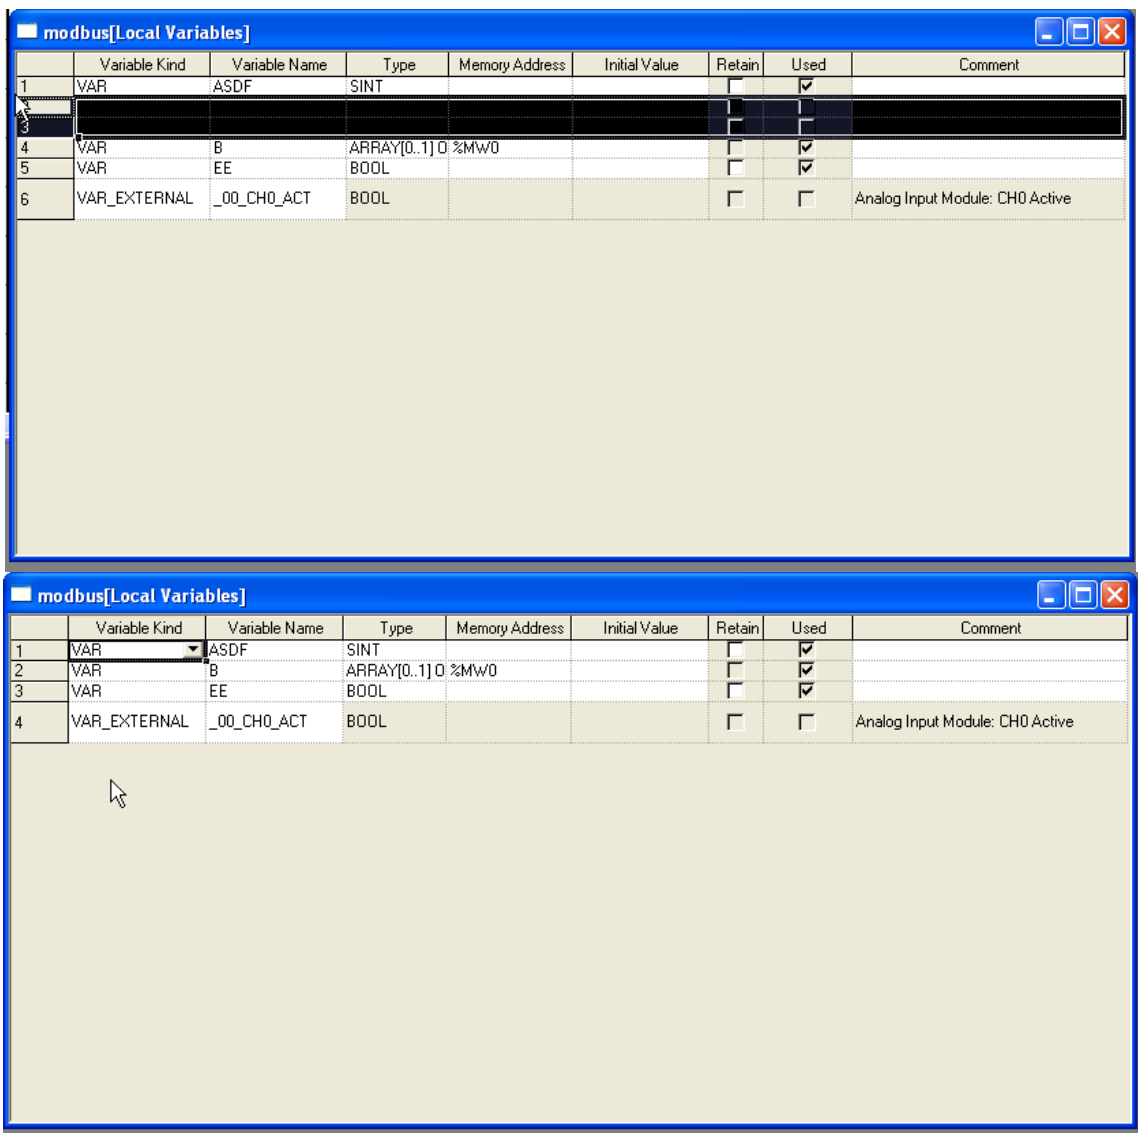 modbus[Local Variables]
Variable Kind Variable Name Type Memory Address Initial Value Retain Used Comment
1 VAR ASDF SINT
3
4 VAR B ARRAY[0..1] O %MW0
5 VAR EE BOOL
6 VAR_EXTERNAL _00_CH0_ACT BOOL Analog Input Module: CH0 Active
modbus[Local Variables]
Variable Kind Variable Name Type Memory Address Initial Value Retain Used Comment
1 VAR ASDF SINT
2 VAR B ARRAY[0..1] O %MW0
3 VAR EE BOOL
4 VAR_EXTERNAL _00_CH0_ACT BOOL Analog Input Module: CH0 Active